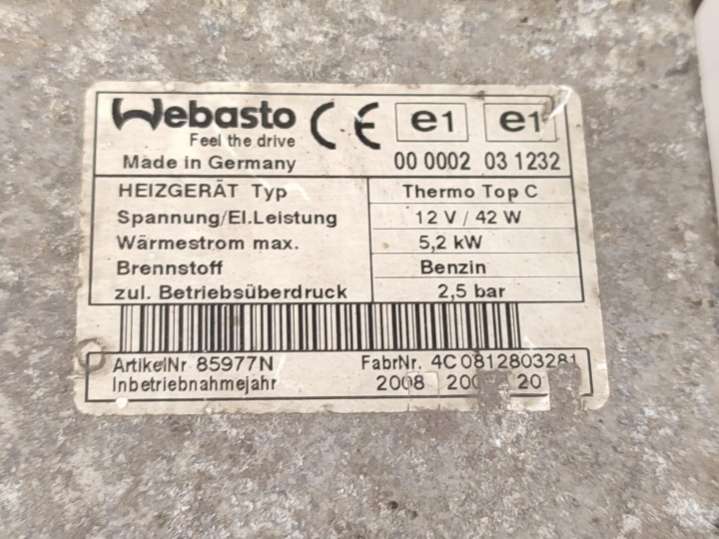 Webasto
Feel the drive
Made in Germany
CE e1 e1
00 0002 03 1232
HEIZGERÄT Typ Thermo Top C
Spannung/El.Leistung 12 V / 42 W
Wärmestrom max. 5,2 kW
Brennstoff Benzin
zul. Betriebsüberdruck 2,5 bar
ArtikelNr 85977N FabrNr. 4C0812803281
Inbetriebnahmejahr 2008